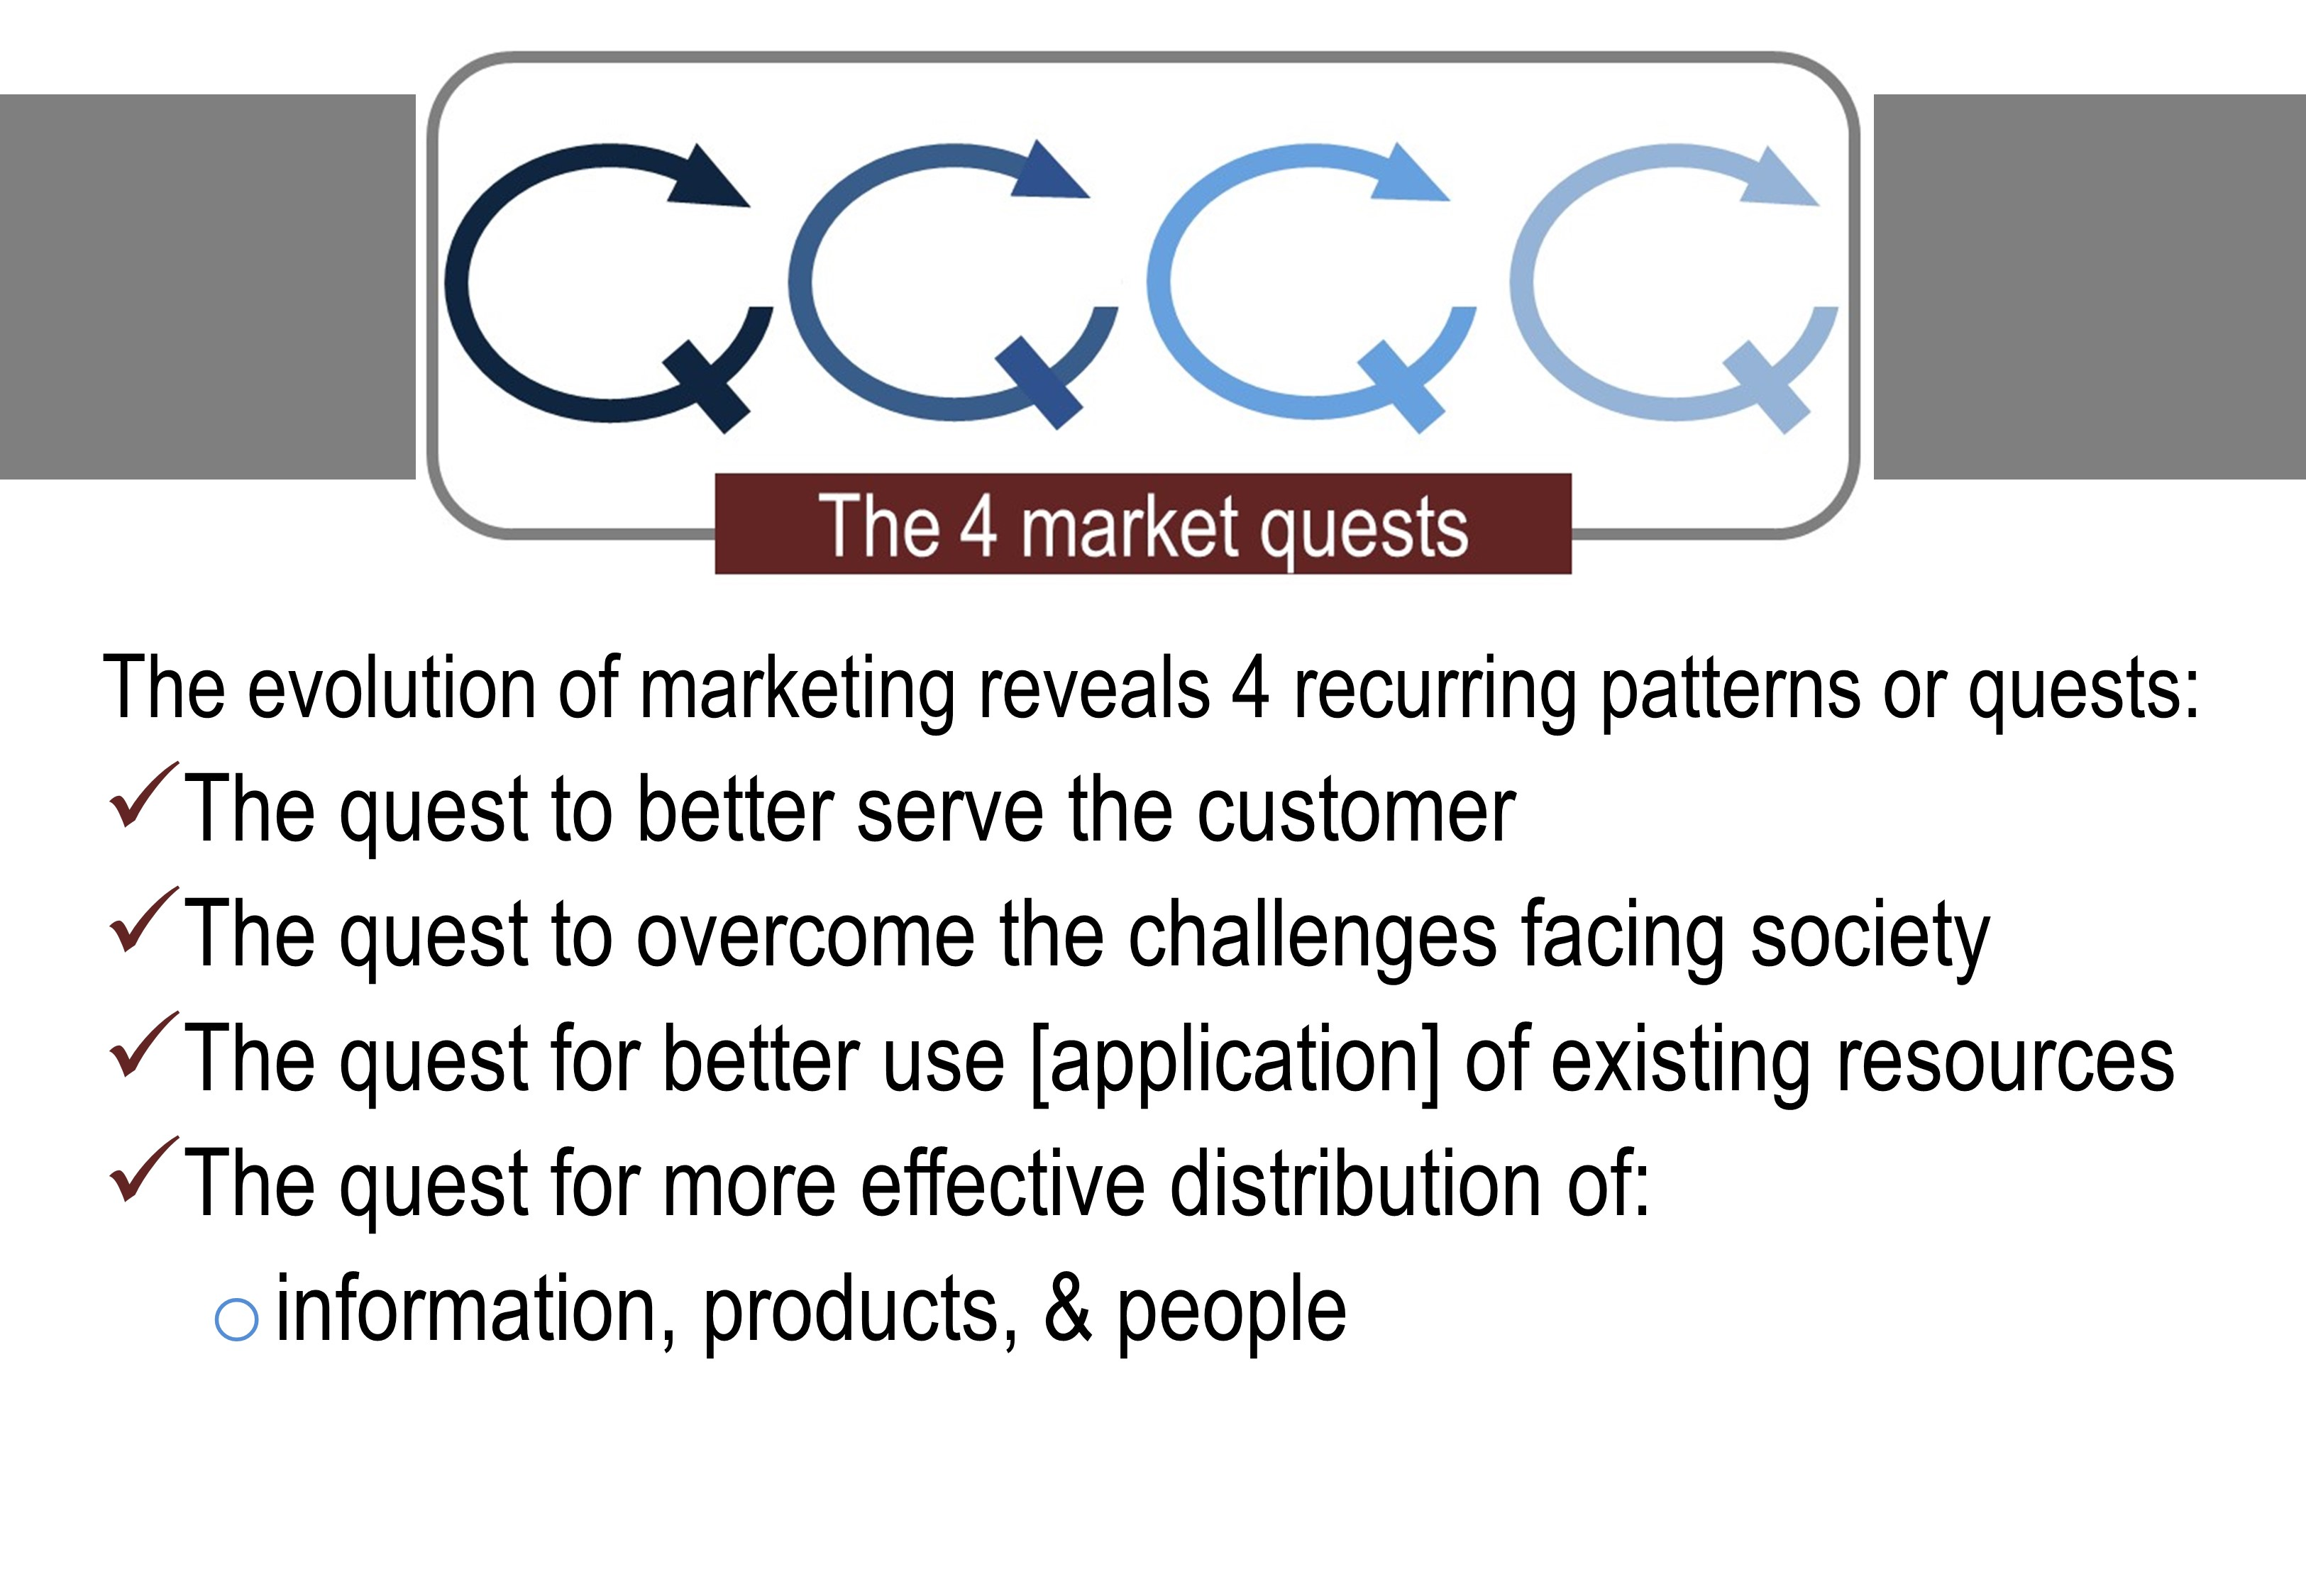 The 4 market quests
The evolution of marketing reveals 4 recurring patterns or quests:
The quest to better serve the customer
The quest to overcome the challenges facing society
The quest for better use [application] of existing resources
The quest for more effective distribution of:
information, products, & people